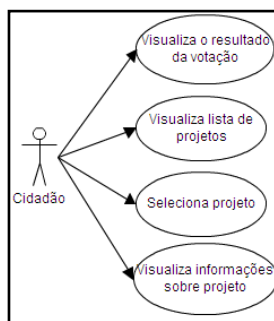 Visualiza o resultado
da votação
Visualiza lista de
projetos
Cidadão
Seleciona projeto
Visualiza informações
sobre projeto